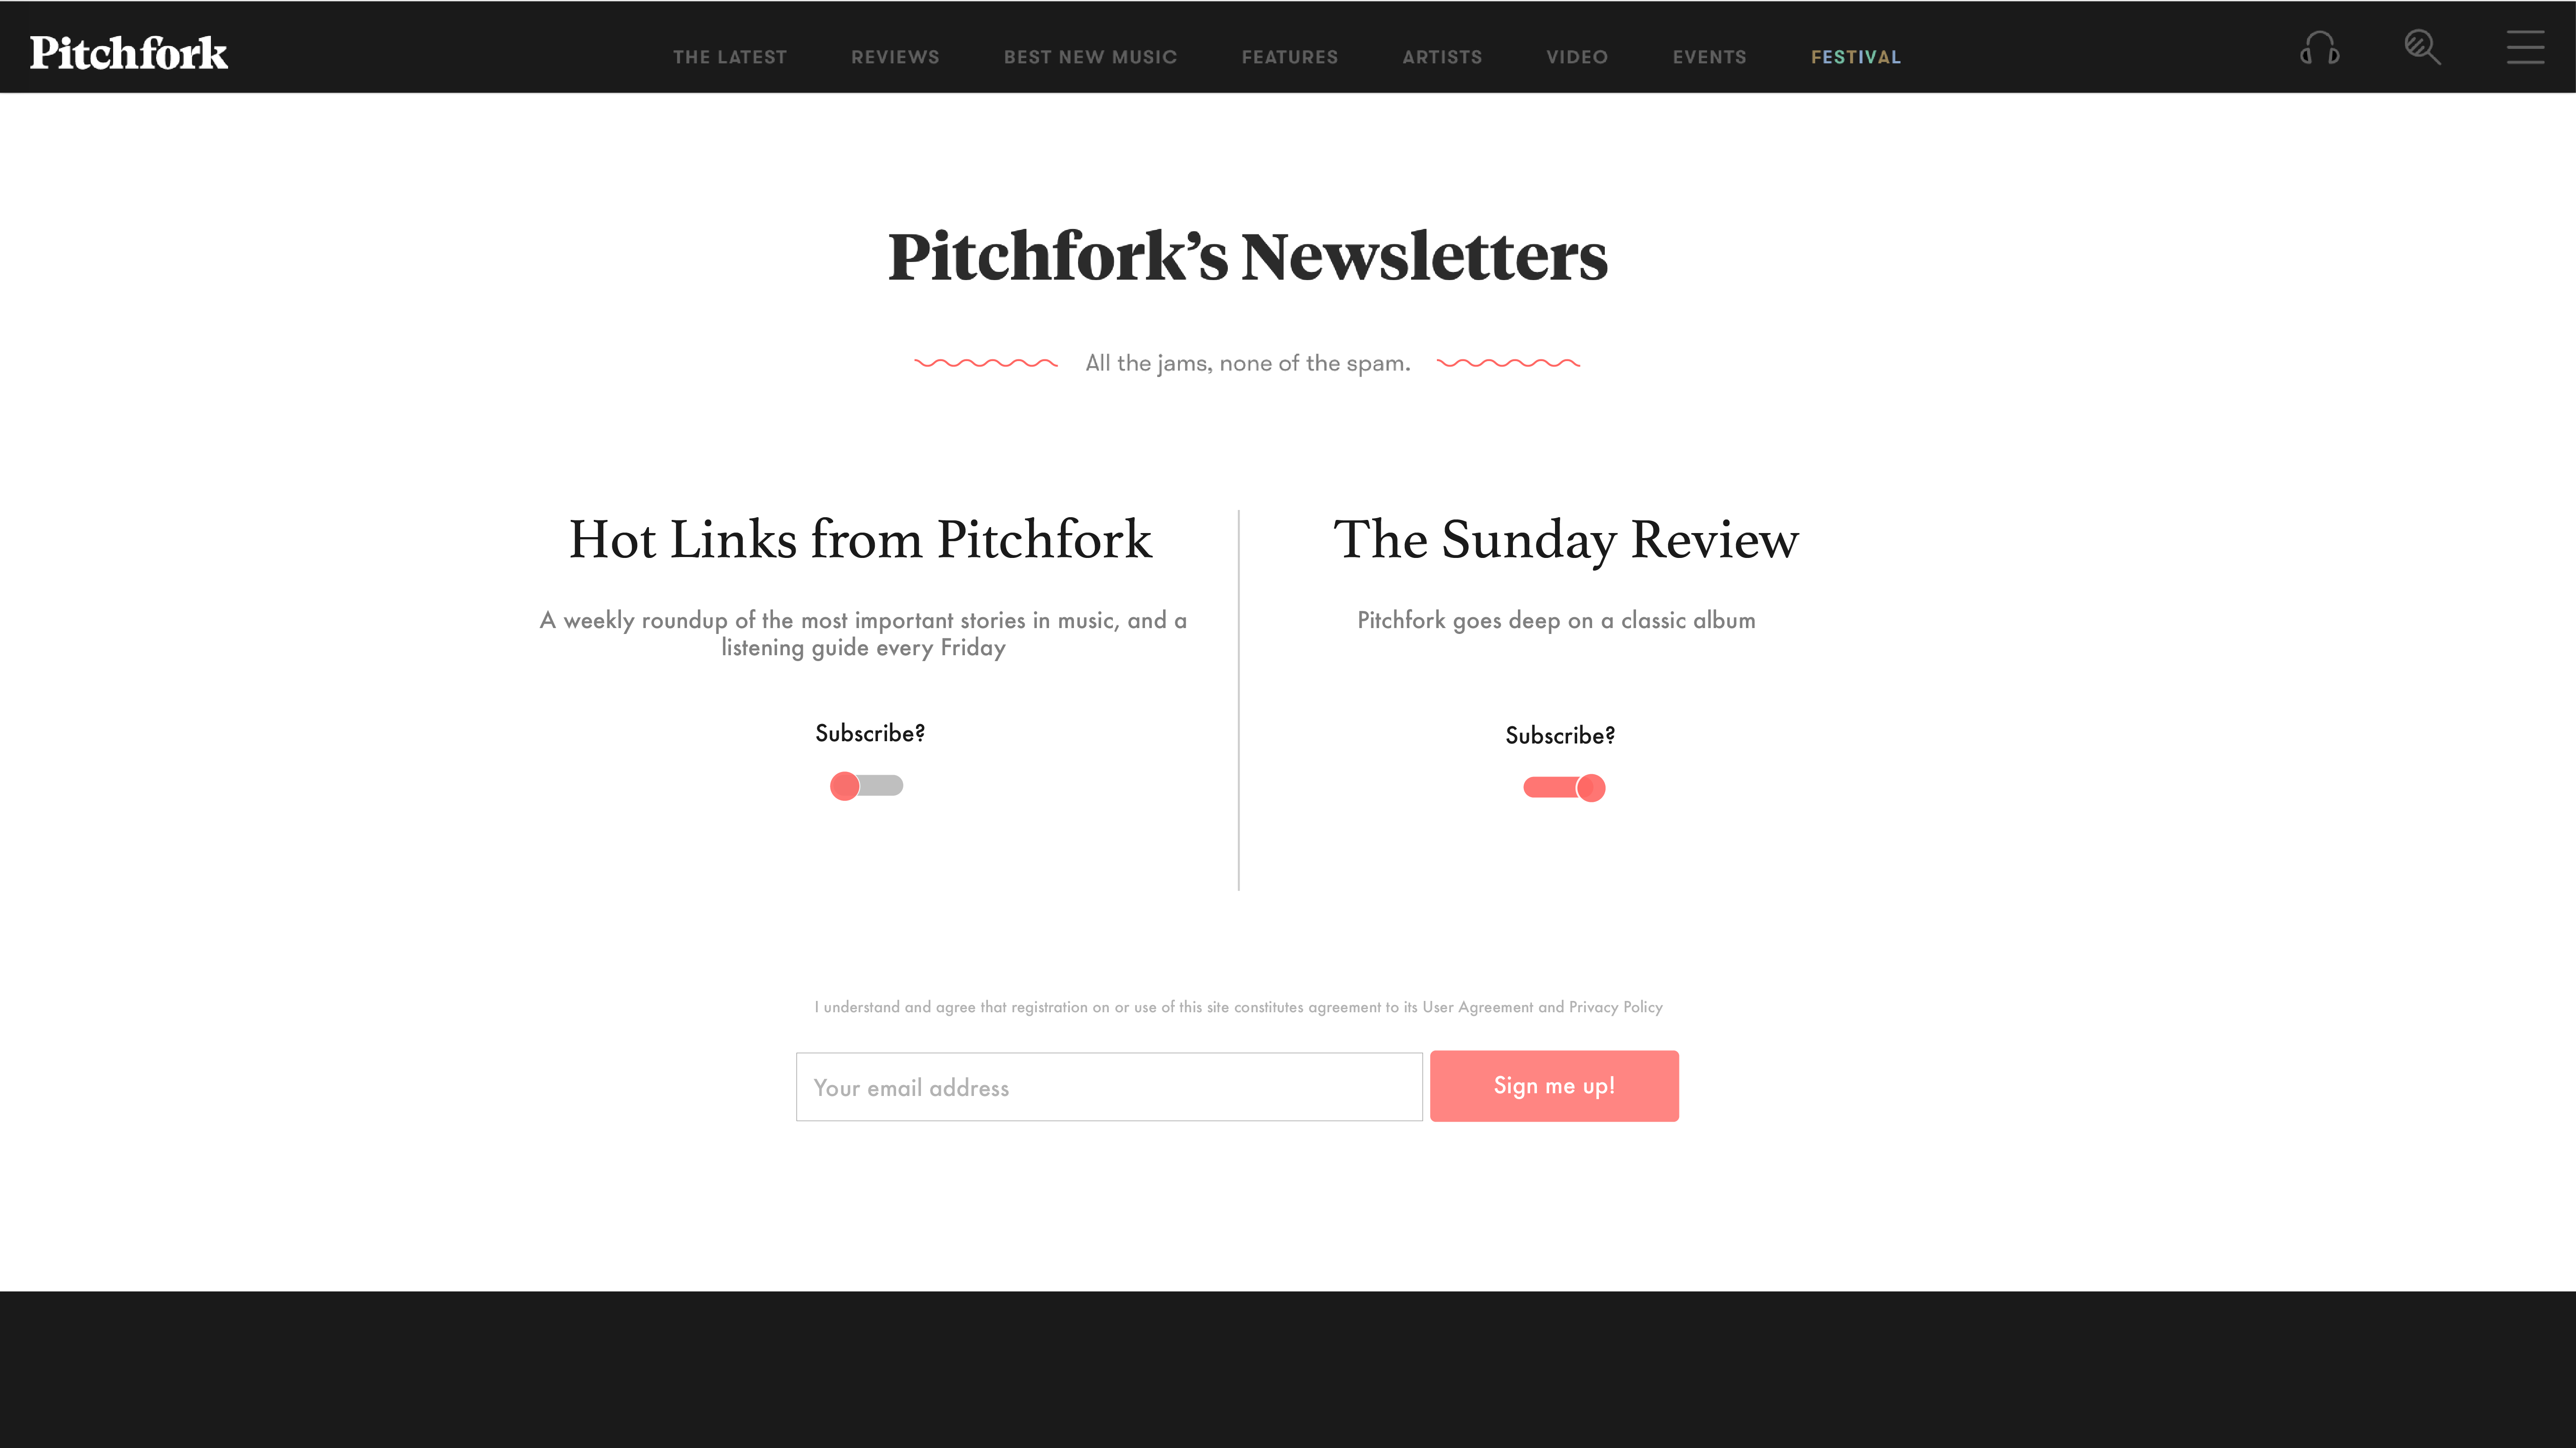 Pitchfork
THE LATEST
REVIEWS
BEST NEW MUSIC
FEATURES
ARTISTS
VIDEO
EVENTS
FESTIVAL
Pitchfork’s Newsletters
All the jams, none of the spam.
Hot Links from Pitchfork
A weekly roundup of the most important stories in music, and a
listening guide every Friday
Subscribe?
The Sunday Review
Pitchfork goes deep on a classic album
Subscribe?
I understand and agree that registration on or use of this site constitutes agreement to its User Agreement and Privacy Policy
Your email address
Sign me up!